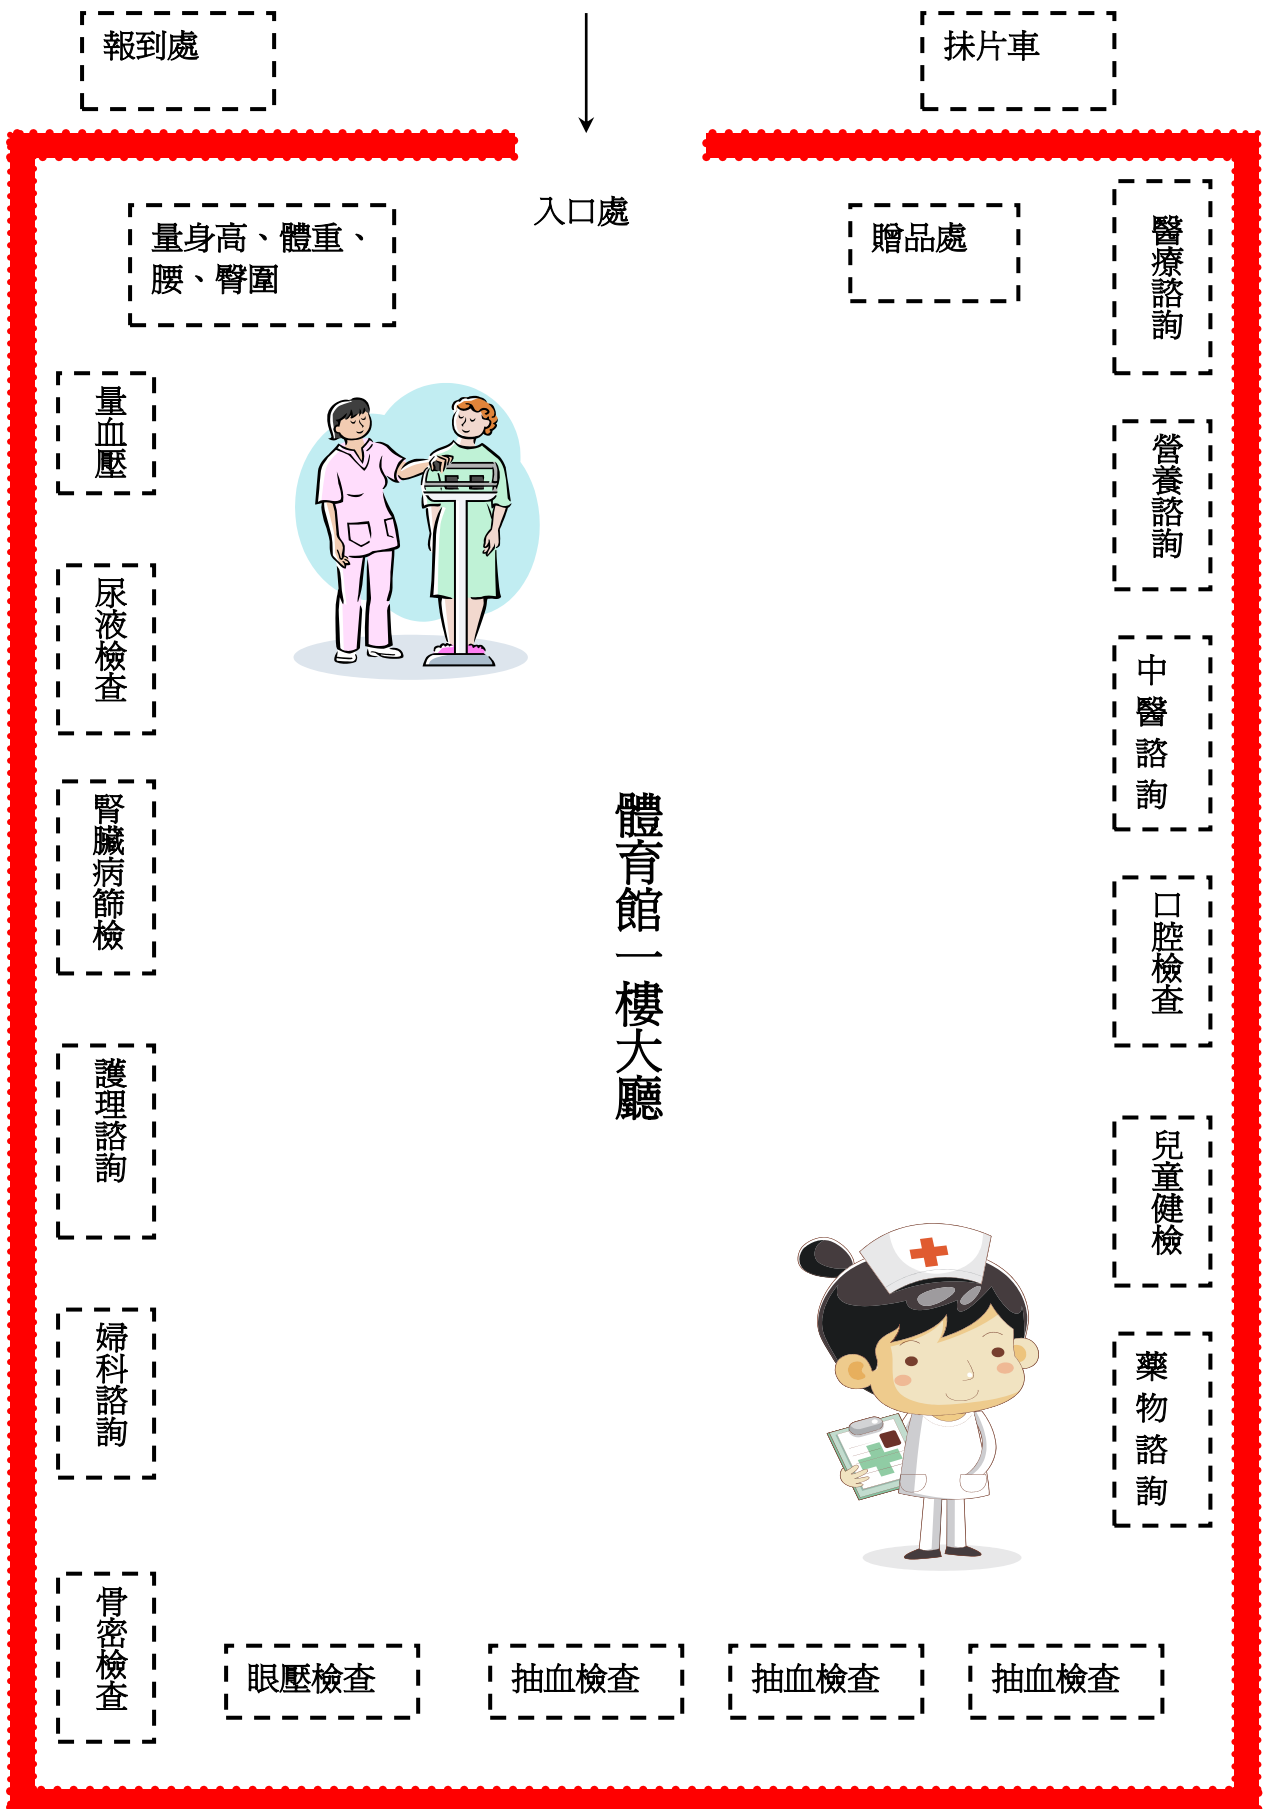 報到處
抹片車
入口處
量身高、體重、
腰、臀圍
贈品處
醫療諮詢
量血壓
營養諮詢
尿液檢查
中醫諮詢
腎臟病篩檢
體育館一樓大廳
口腔檢查
護理諮詢
兒童健檢
婦科諮詢
藥物諮詢
骨密檢查
眼壓檢查
抽血檢查
抽血檢查
抽血檢查